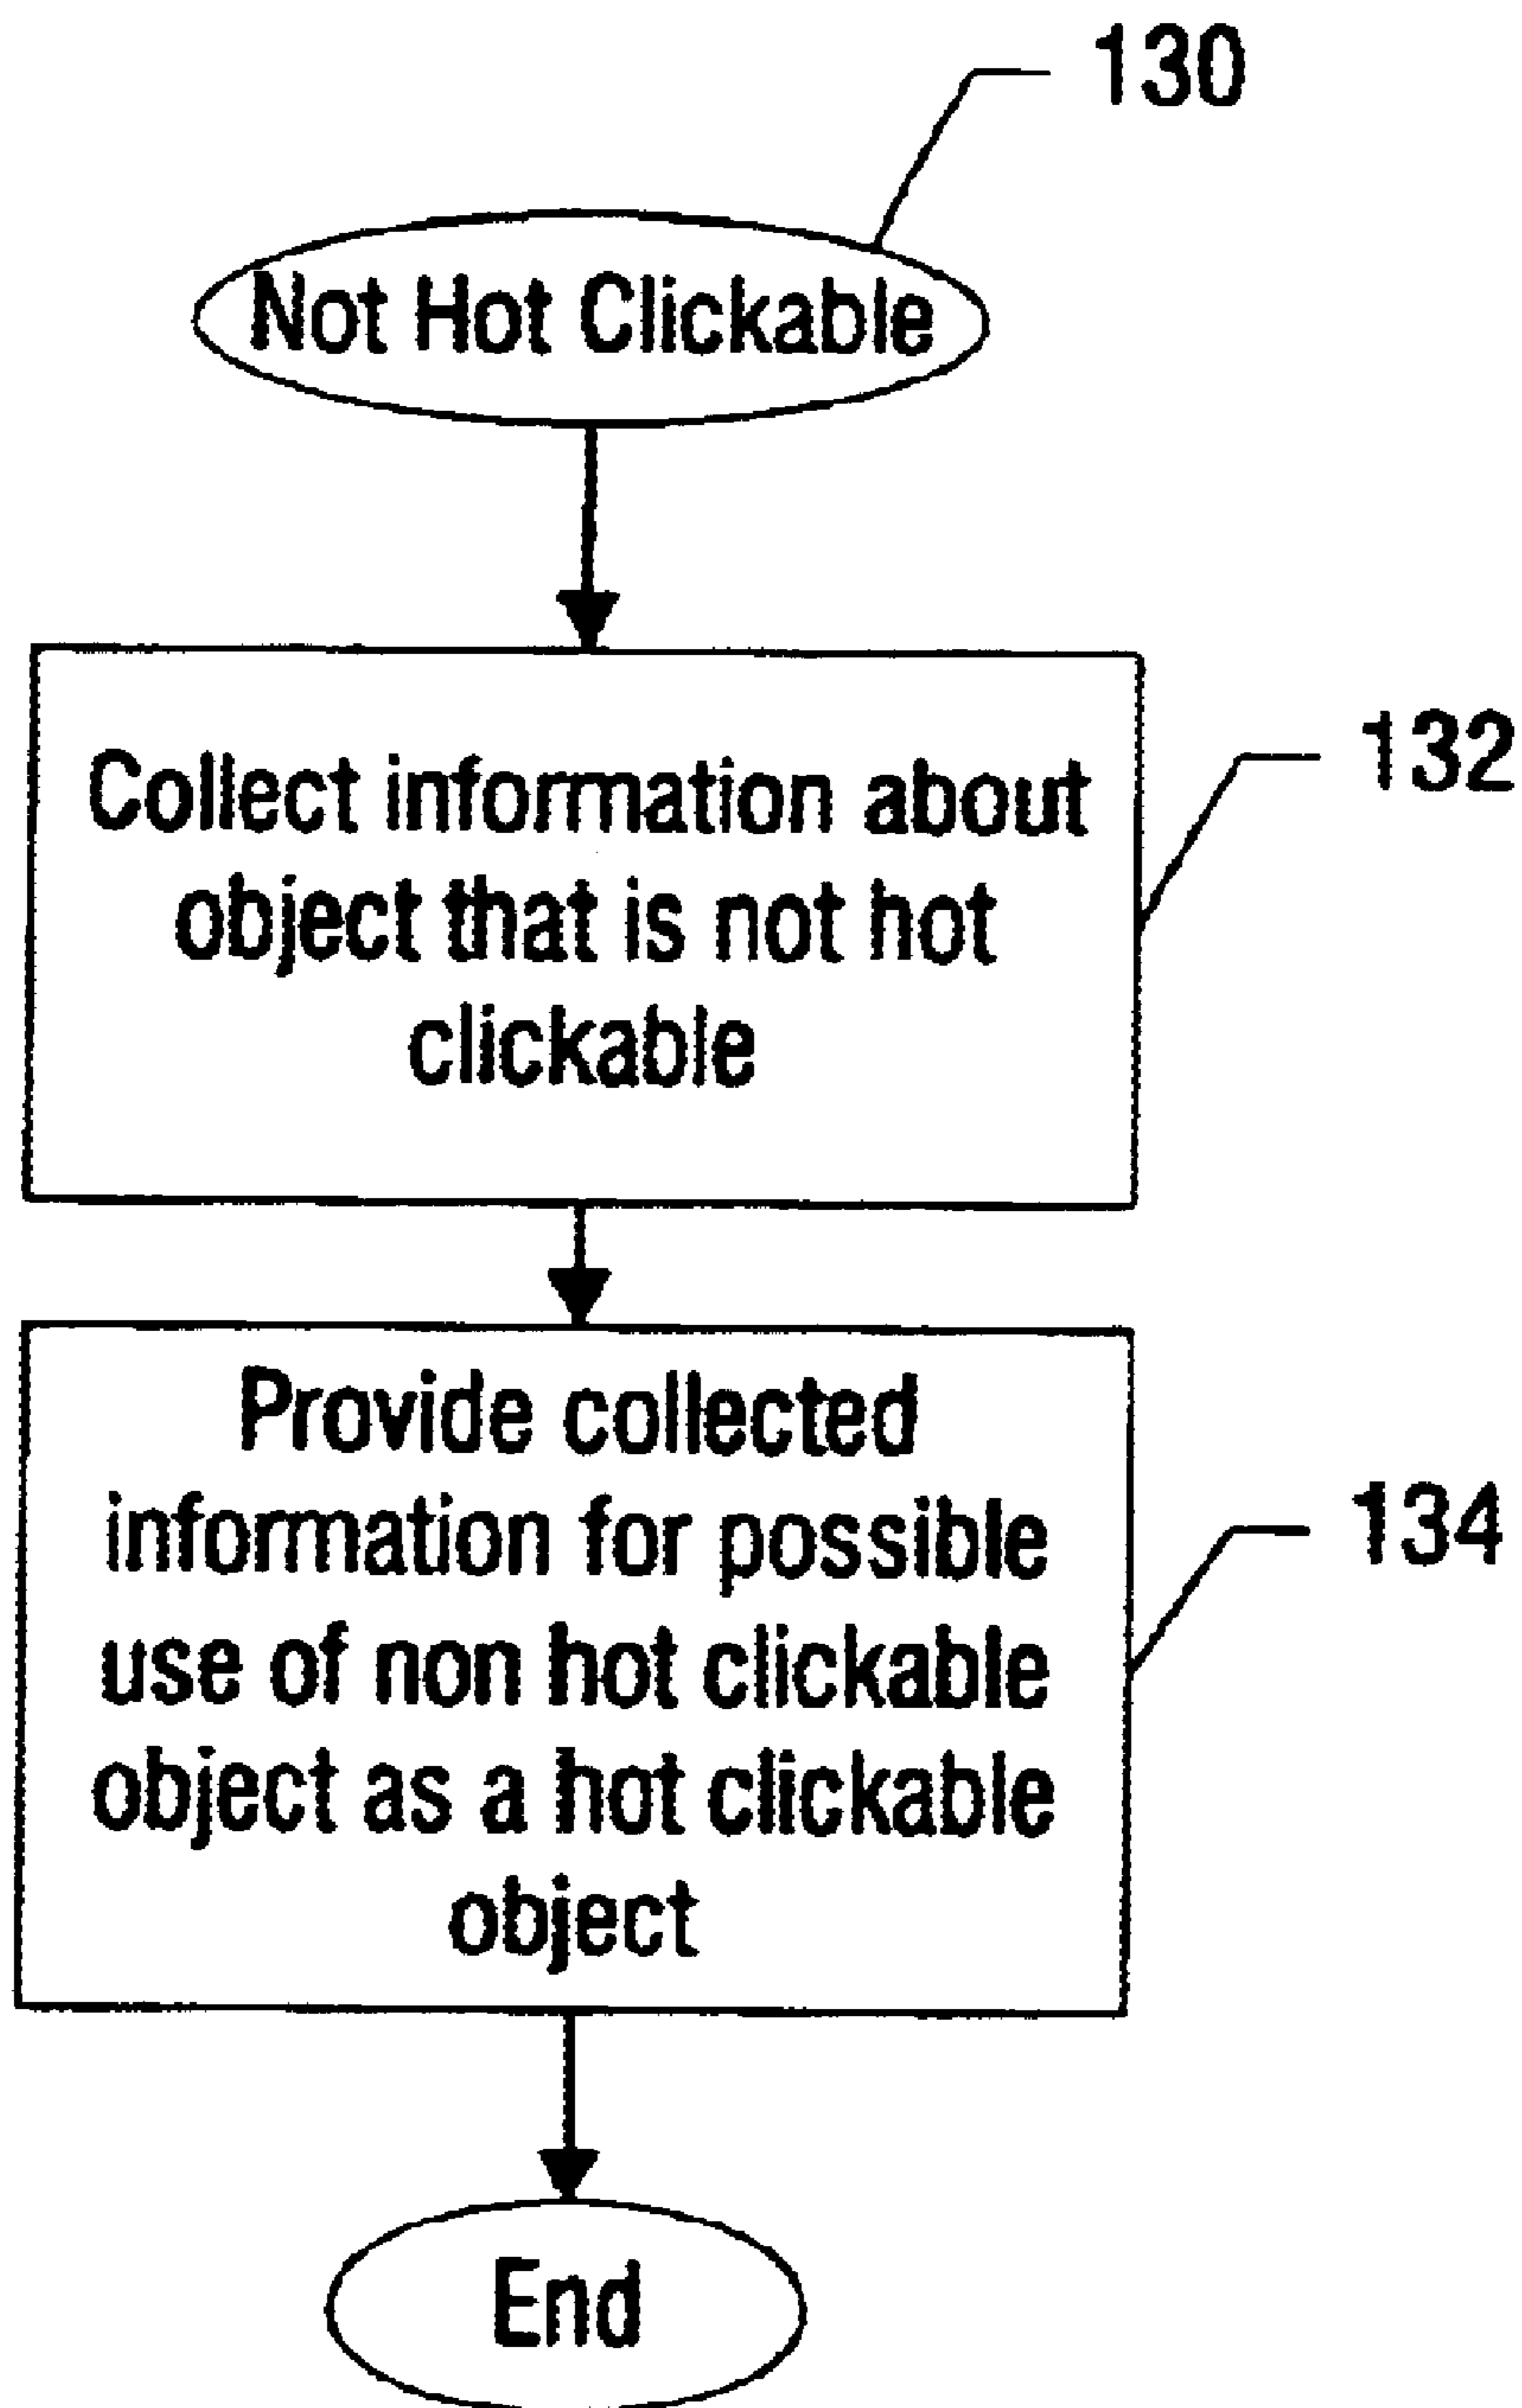 130
Not Hot Clickable
132
Collect information about
object that is not hot
clickable
134
Provide collected
information for possible
use of non hot clickable
object as a hot clickable
object
End